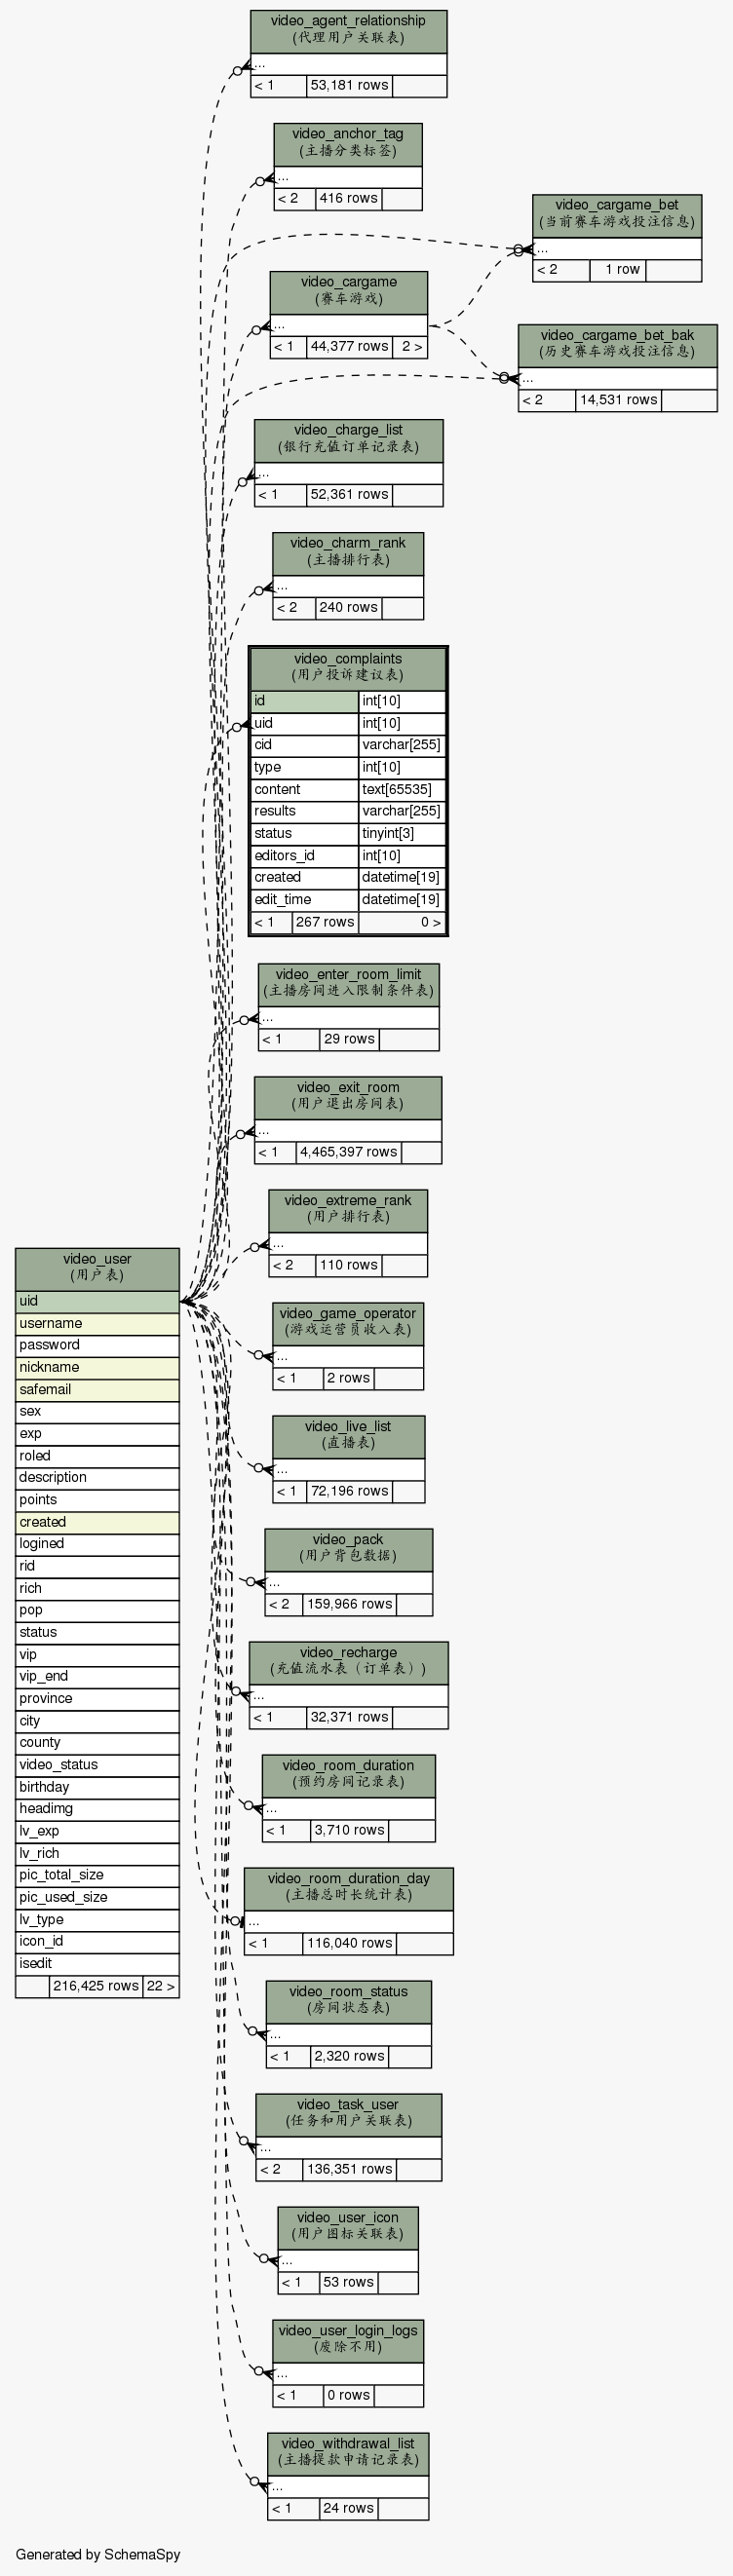 video_agent_relationship
(代理用户关联表)
...
< 1 53,181 rows
video_anchor_tag
(主播分类标签)
...
< 2 416 rows
video_cargame_bet
(当前赛车游戏投注信息)
...
< 2 1 row
video_cargame
(赛车游戏)
...
< 1 44,377 rows 2 >
video_cargame_bet_bak
(历史赛车游戏投注信息)
...
< 2 14,531 rows
video_charge_list
(银行充值订单记录表)
...
< 1 52,361 rows
video_charm_rank
(主播排行表)
...
< 2 240 rows
video_complaints
(用户投诉建议表)
id int[10]
uid int[10]
cid varchar[255]
type int[10]
content text[65535]
results varchar[255]
status tinyint[3]
editors_id int[10]
created datetime[19]
edit_time datetime[19]
< 1 267 rows 0 >
video_enter_room_limit
(主播房间进入限制条件表)
...
< 1 29 rows
video_exit_room
(用户退出房间表)
...
< 1 4,465,397 rows
video_extreme_rank
(用户排行表)
...
< 2 110 rows
video_user
(用户表)
uid
username
password
nickname
safemail
sex
exp
roled
description
points
created
logined
rid
rich
pop
status
vip
vip_end
province
city
county
video_status
birthday
headimg
lv_exp
lv_rich
pic_total_size
pic_used_size
lv_type
icon_id
isedit
216,425 rows 22 >
video_game_operator
(游戏运营员收入表)
...
< 1 2 rows
video_live_list
(直播表)
...
< 1 72,196 rows
video_pack
(用户背包数据)
...
< 2 159,966 rows
video_recharge
(充值流水表（订单表）)
...
< 1 32,371 rows
video_room_duration
(预约房间记录表)
...
< 1 3,710 rows
video_room_duration_day
(主播总时长统计表)
...
< 1 116,040 rows
video_room_status
(房间状态表)
...
< 1 2,320 rows
video_task_user
(任务和用户关联表)
...
< 2 136,351 rows
video_user_icon
(用户图标关联表)
...
< 1 53 rows
video_user_login_logs
(废除不用)
...
< 1 0 rows
video_withdrawal_list
(主播提款申请记录表)
...
< 1 24 rows
Generated by SchemaSpy